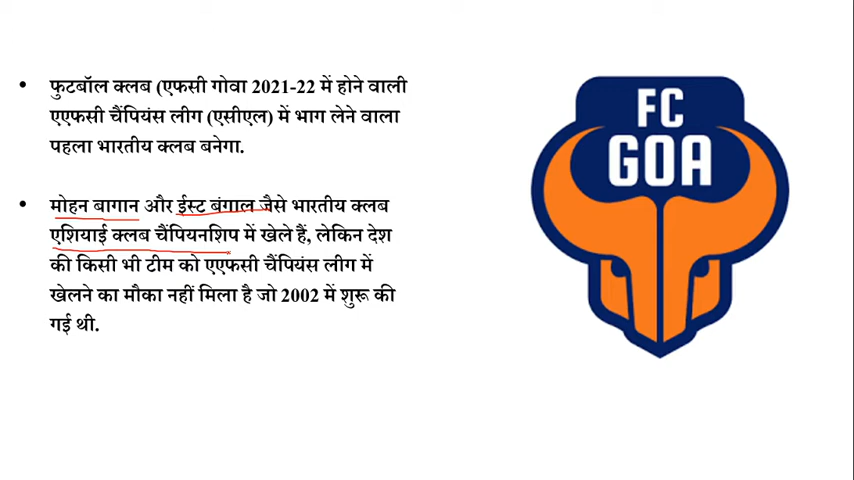 • फुटबॉल क्लब (एफसी गोवा 2021-22 में होने वाली
एएफसी चैंपियंस लीग (एसीएल) में भाग लेने वाला
पहला भारतीय क्लब बनेगा.
• मोहन बागान और ईस्ट बंगाल जैसे भारतीय क्लब
एशियाई क्लब चैंपियनशिप में खेले हैं, लेकिन देश
की किसी भी टीम को एएफसी चैंपियंस लीग में
खेलने का मौका नहीं मिला है जो 2002 में शुरू की
गई थी.
FC
GOA